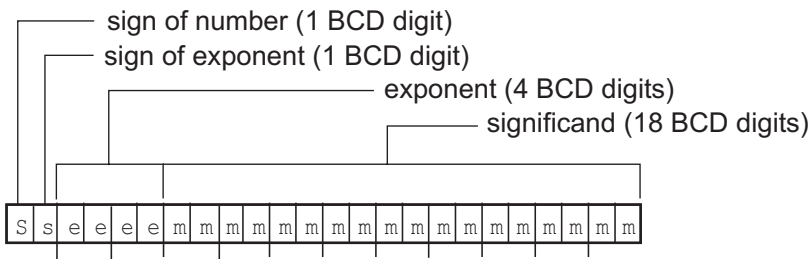 sign of number (1 BCD digit)
sign of exponent (1 BCD digit)
exponent (4 BCD digits)
significand (18 BCD digits)
S s e e e e m m m m m m m m m m m m m m m m m m